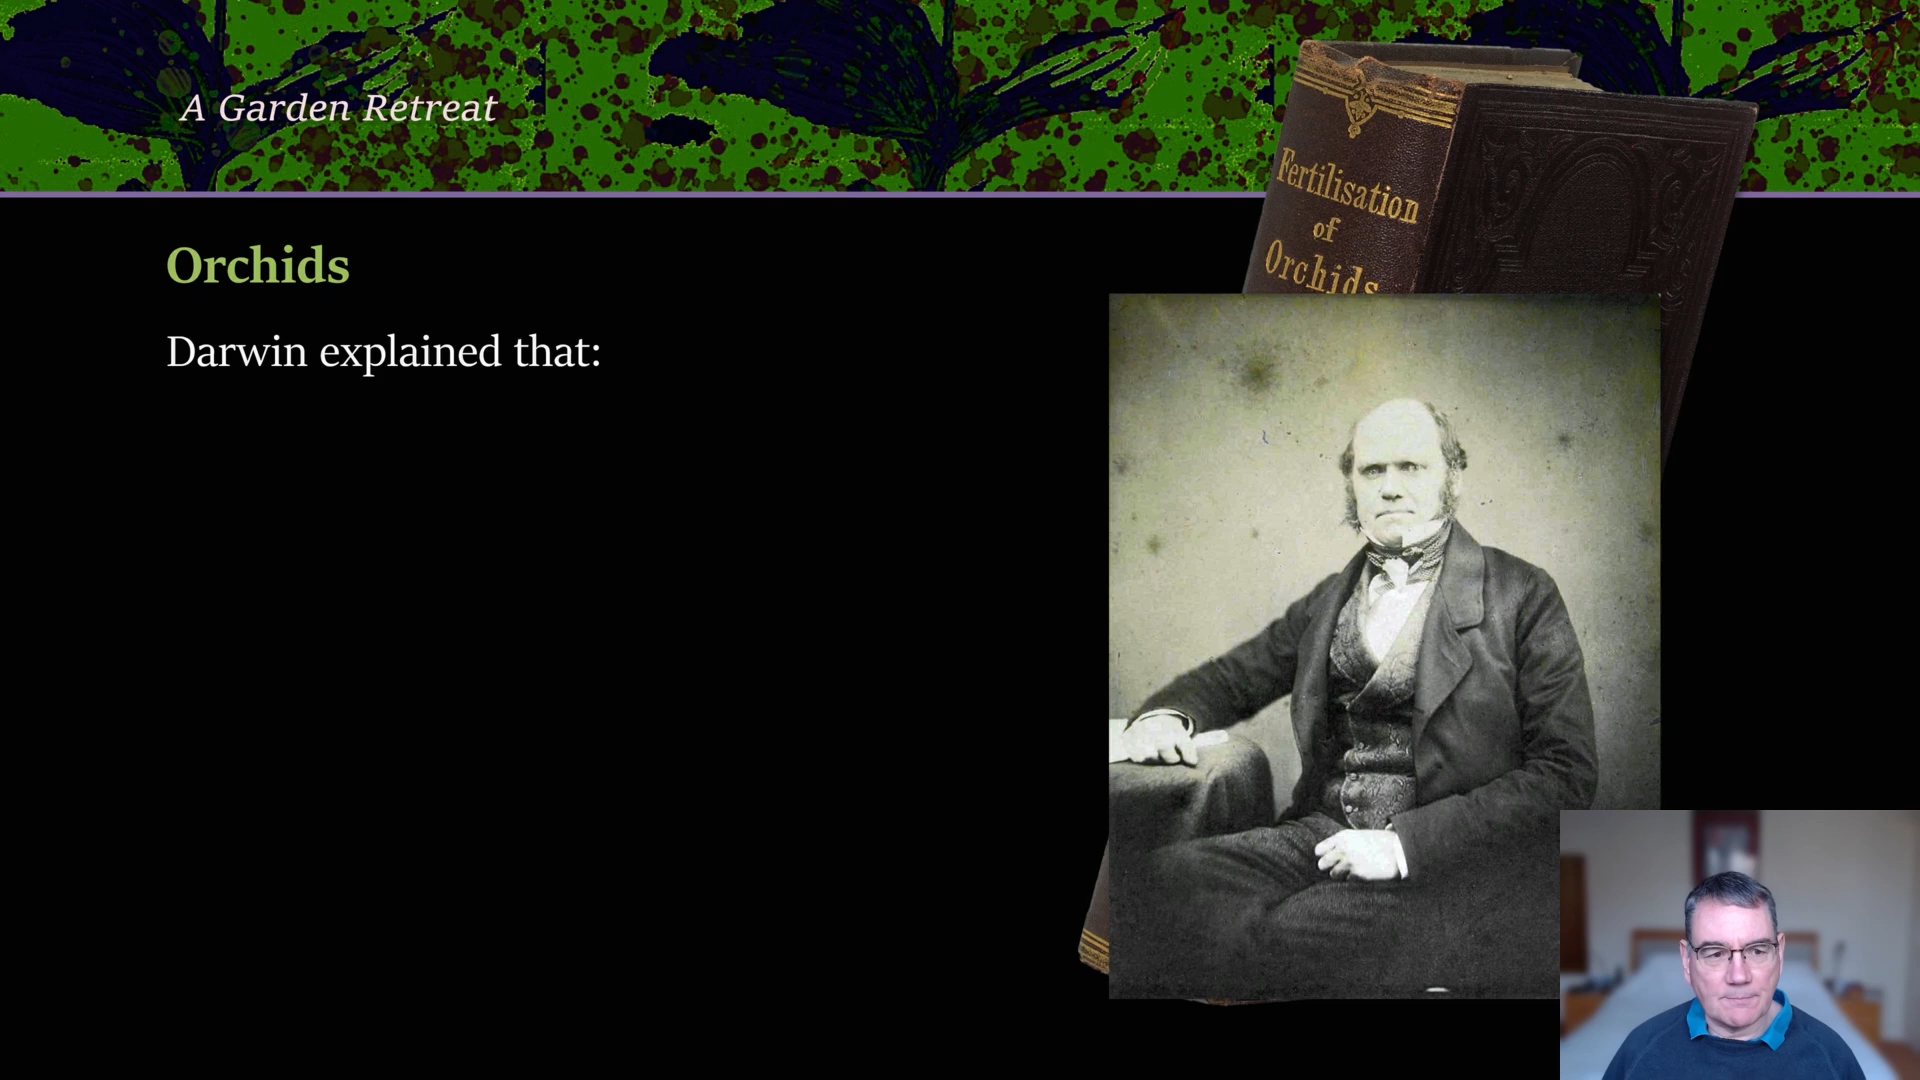 A Garden Retreat
Fertilisation
of
Orchids
Orchids
Darwin explained that: